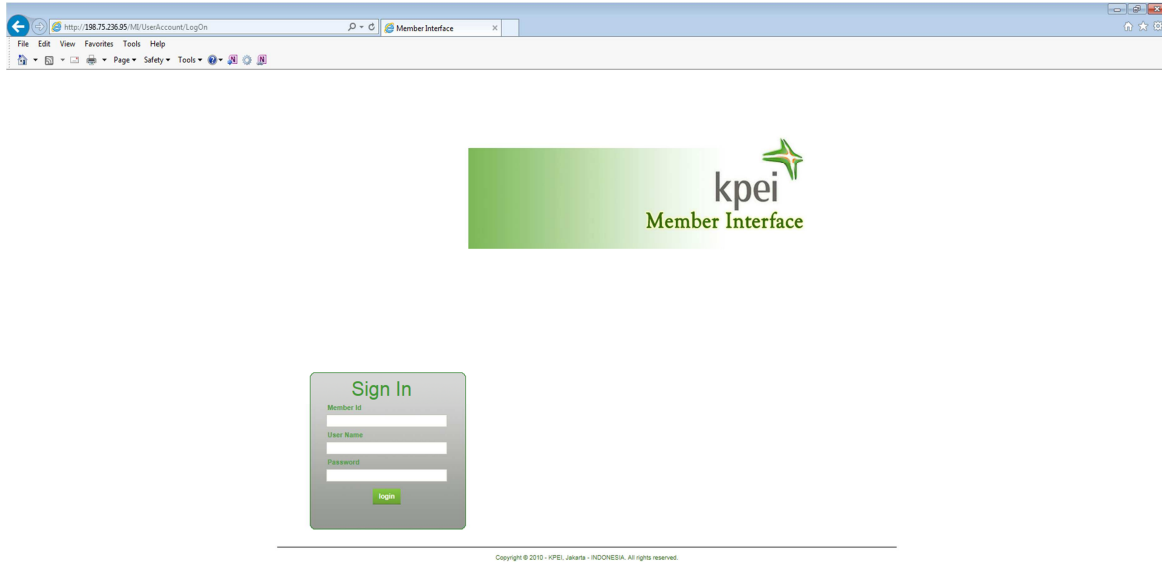 http://198.75.236.95/MI/UserAccount/LogOn
Member Interface
File Edit View Favorites Tools Help
Page Safety Tools
kpei
Member Interface
Sign In
Member Id
User Name
Password
login
Copyright © 2010 - KPEI, Jakarta - INDONESIA. All rights reserved.